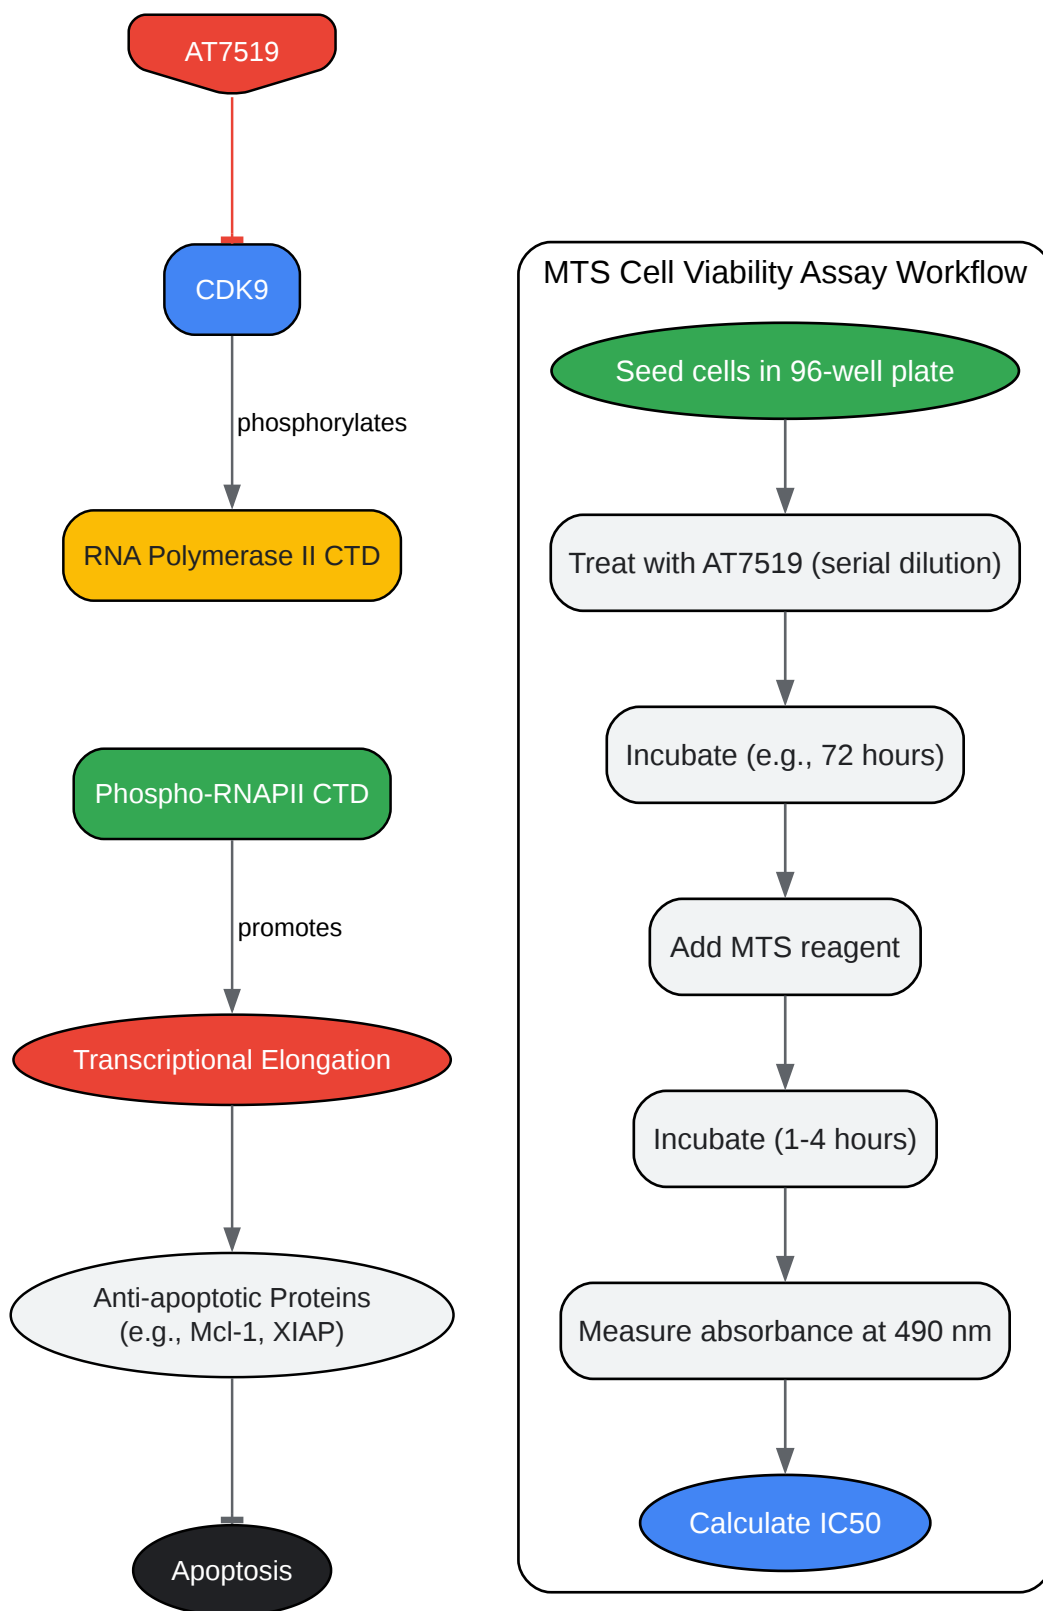 AT7519
CDK9
phosphorylates
RNA Polymerase II CTD
Phospho-RNAPII CTD
promotes
Transcriptional Elongation
Anti-apoptotic Proteins
(e.g., Mcl-1, XIAP)
Apoptosis
MTS Cell Viability Assay Workflow
Seed cells in 96-well plate
Treat with AT7519 (serial dilution)
Incubate (e.g., 72 hours)
Add MTS reagent
Incubate (1-4 hours)
Measure absorbance at 490 nm
Calculate IC50